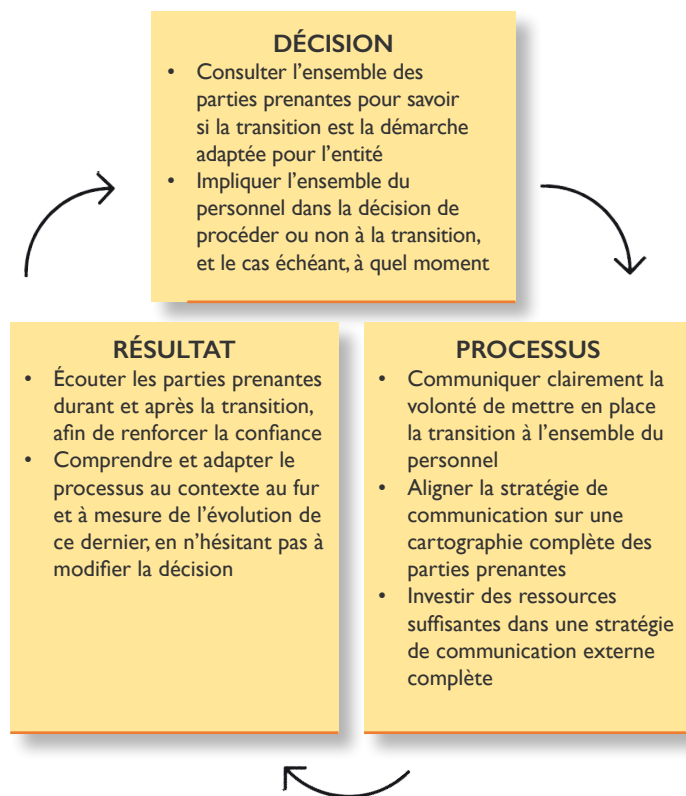 DÉCISION
• Consulter l’ensemble des
parties prenantes pour savoir
si la transition est la démarche
adaptée pour l’entité
• Impliquer l’ensemble du
personnel dans la décision de
procéder ou non à la transition,
et le cas échéant, à quel moment
RÉSULTAT
• Écouter les parties prenantes
durant et après la transition,
afin de renforcer la confiance
• Comprendre et adapter le
processus au contexte au fur
et à mesure de l’évolution de
ce dernier, en n’hésitant pas à
modifier la décision
PROCESSUS
• Communiquer clairement la
volonté de mettre en place
la transition à l’ensemble du
personnel
• Aligner la stratégie de
communication sur une
cartographie complète des
parties prenantes
• Investir des ressources
suffisantes dans une stratégie
de communication externe
complète